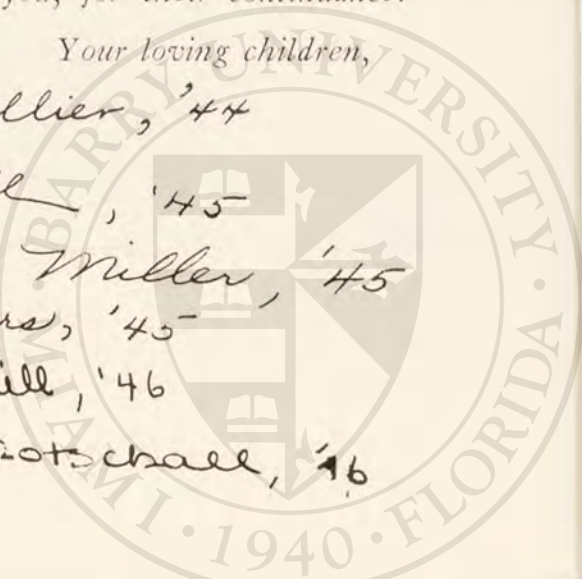 Your loving children,
llier, '44
, '45
Miller, '45
rs, '45
ill, '46
otschall, '46
BARRY UNIVERSITY
MIAMI · 1940 · FLORIDA